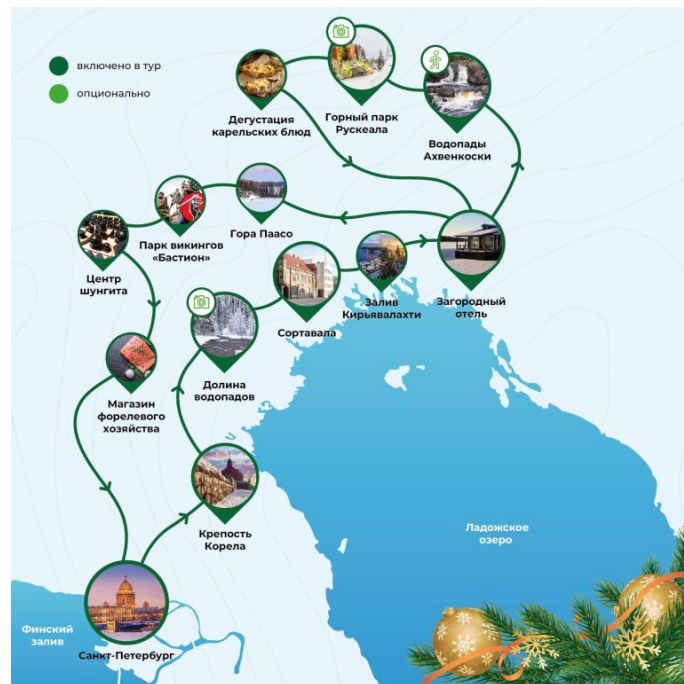 включено в тур
опционально
Дегустация
карельских блюд
Горный парк
Рускеала
Водопады
Ахвенкоски
Гора Паасо
Парк викингов
«Бастион»
Центр
шунгита
Сортавала
Залив
Кирьявалахти
Загородный
отель
Долина
водопадов
Магазин
форелевого
хозяйства
Крепость
Корела
Ладожское
озеро
Финский
залив
Санкт-Петербург